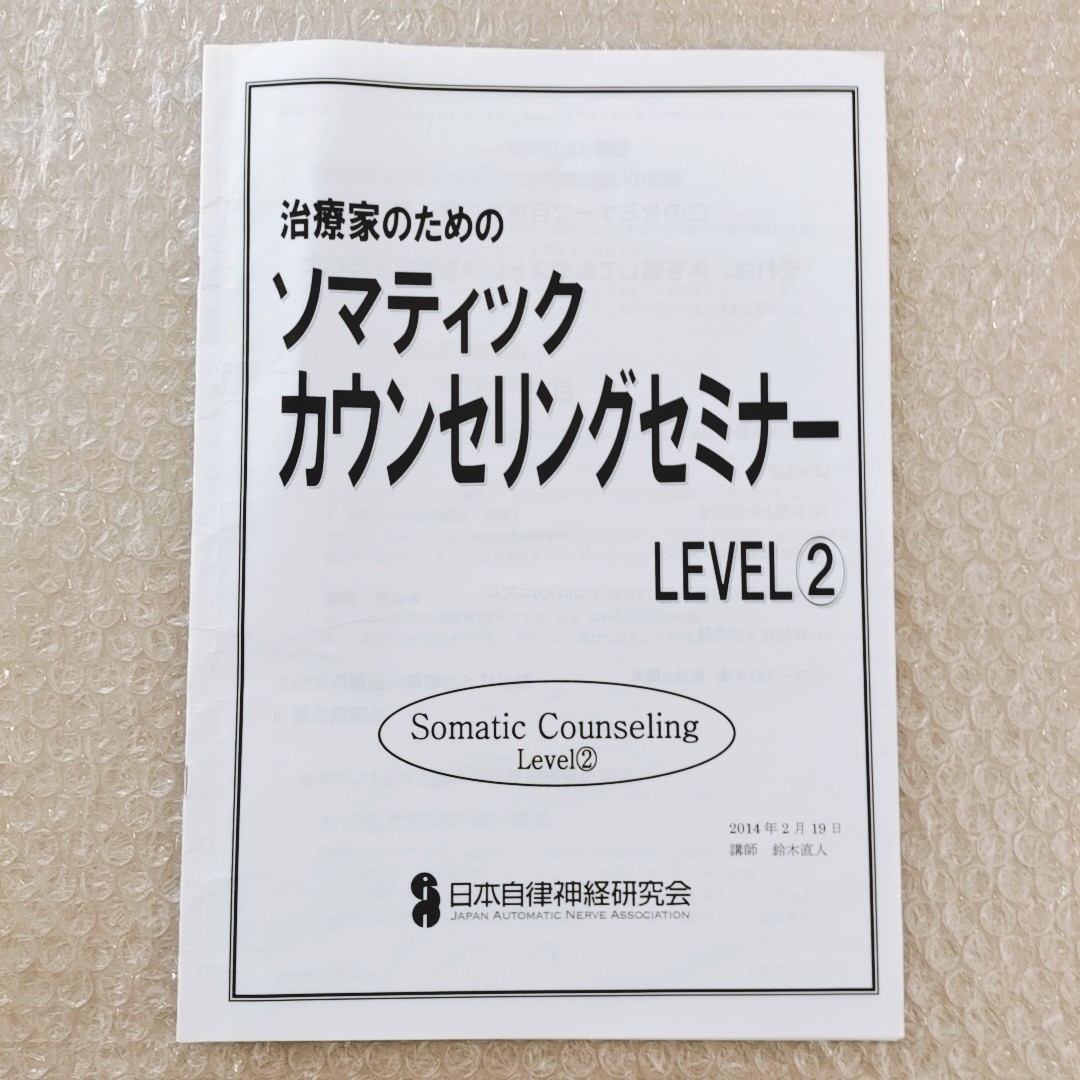 治療家のための
ソマティック
カウンセリングセミナー
LEVEL②
Somatic Counseling
Level②
2014年2月19日
講師 鈴木直人
日本自律神経研究会
JAPAN AUTOMATIC NERVE ASSOCIATION